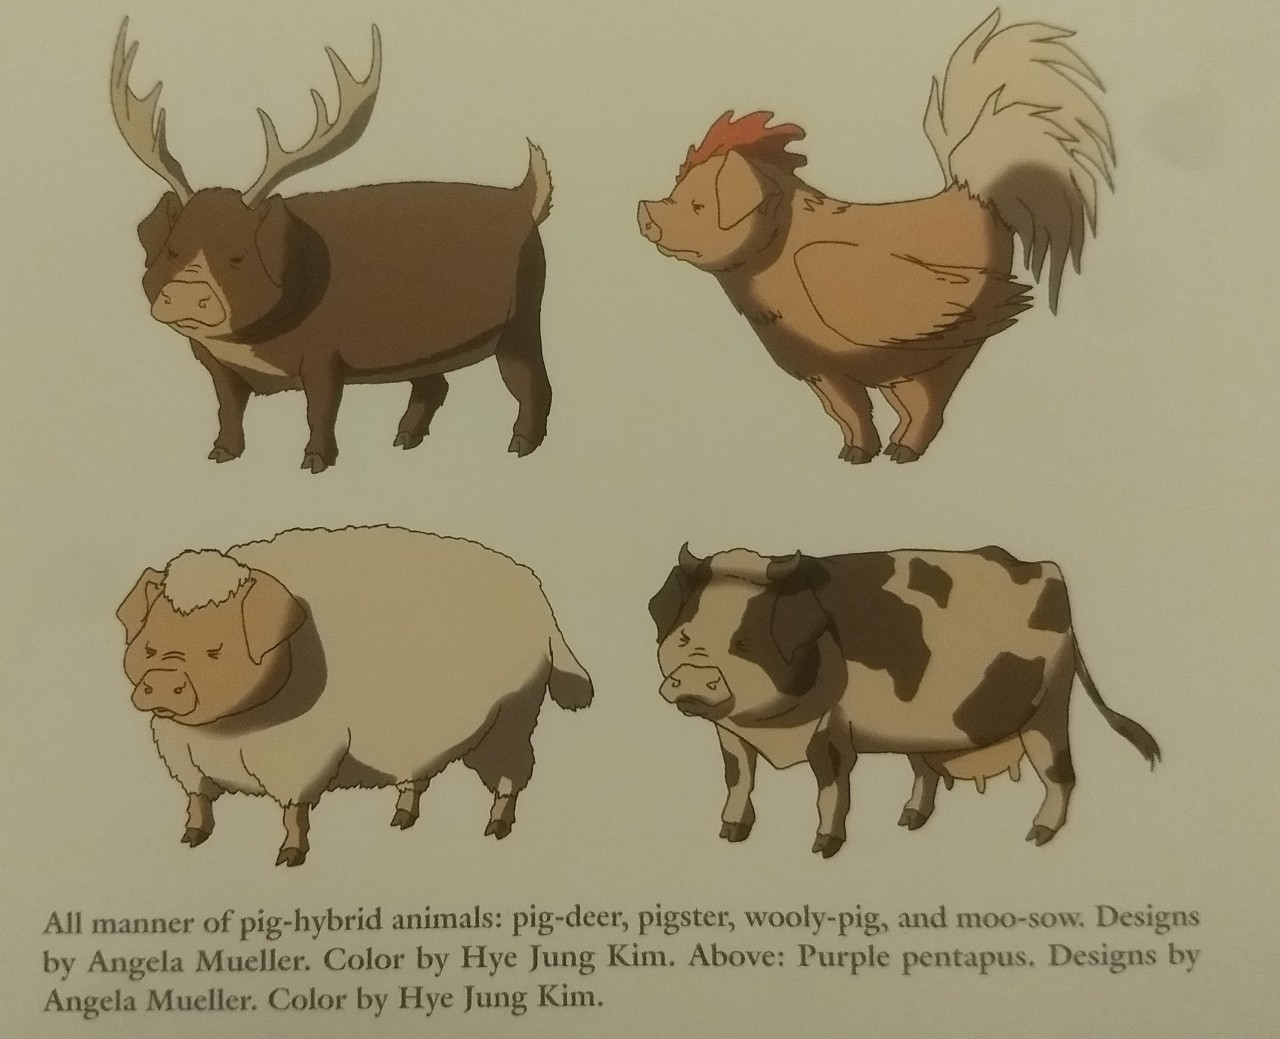 All manner of pig-hybrid animals: pig-deer, pigster, wooly-pig, and moo-sow. Designs
by Angela Mueller. Color by Hye Jung Kim. Above: Purple pentapus. Designs by
Angela Mueller. Color by Hye Jung Kim.